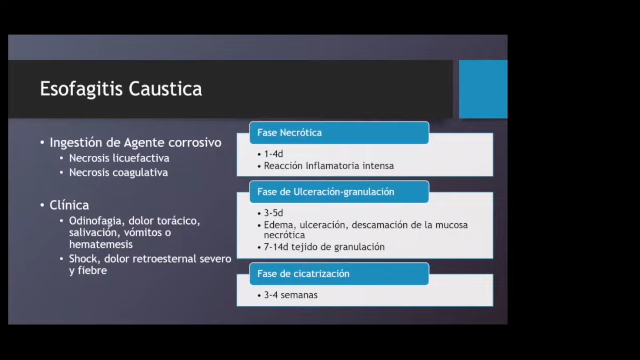 Esofagitis Caustica
• Ingestión de Agente corrosivo
• Necrosis licuefactiva
• Necrosis coagulativa
• Clínica
• Odinofagia, dolor torácico,
salivación, vómitos o
hematemesis
• Shock, dolor retroesternal severo
y fiebre
Fase Necrótica
• 1-4d
• Reacción Inflamatoria intensa
Fase de Ulceración-granulación
• 3-5d
• Edema, ulceración, descamación de la mucosa
necrótica
• 7-14d tejido de granulación
Fase de cicatrización
• 3-4 semanas